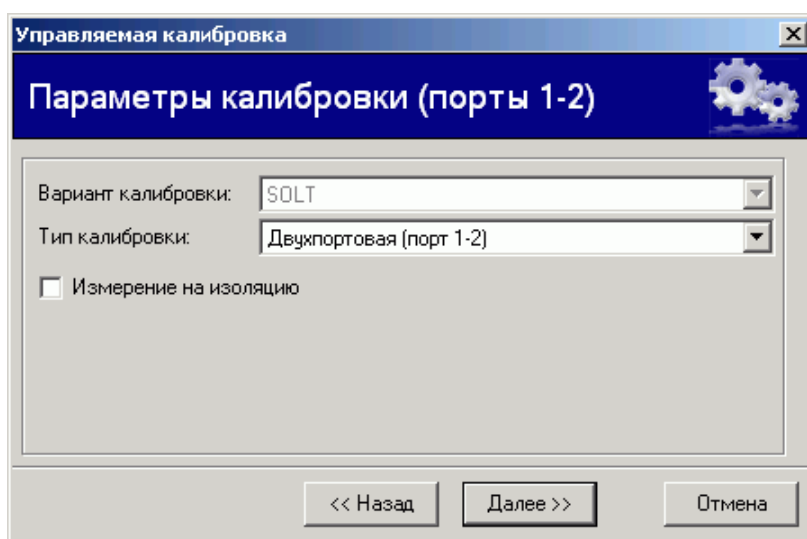 Управляемая калибровка
Параметры калибровки (порты 1-2)
Вариант калибровки: SOLT
Тип калибровки: Двухпортовая (порт 1-2)
Измерение на изоляцию
<< Назад Далее >> Отмена